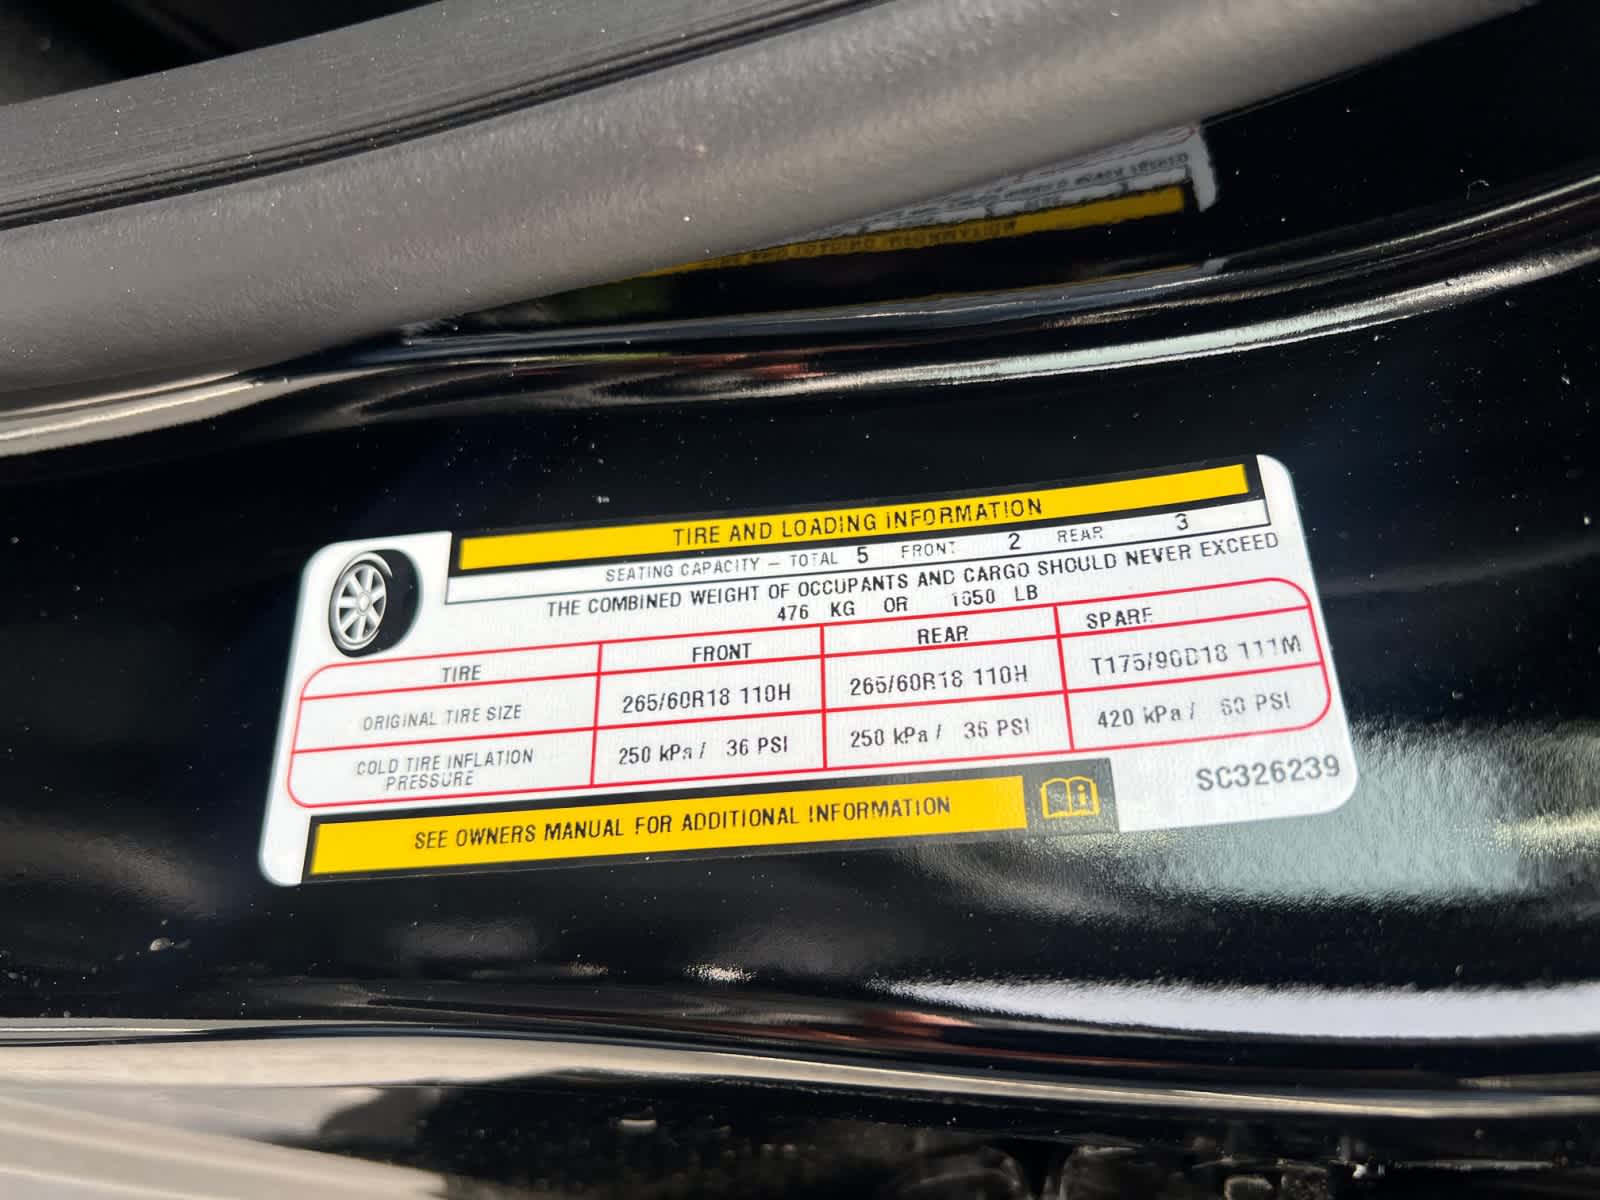 TIRE AND LOADING INFORMATION
SEATING CAPACITY – TOTAL 5 FRONT 2 REAR 3
THE COMBINED WEIGHT OF OCCUPANTS AND CARGO SHOULD NEVER EXCEED
476 KG OR 1050 LB
TIRE FRONT REAR SPARE
ORIGINAL TIRE SIZE 265/60R18 110H 265/60R18 110H T175/90D18 111M
COLD TIRE INFLATION PRESSURE 250 kPa / 36 PSI 250 kPa / 36 PSI 420 kPa / 60 PSI
SC326239
SEE OWNERS MANUAL FOR ADDITIONAL INFORMATION